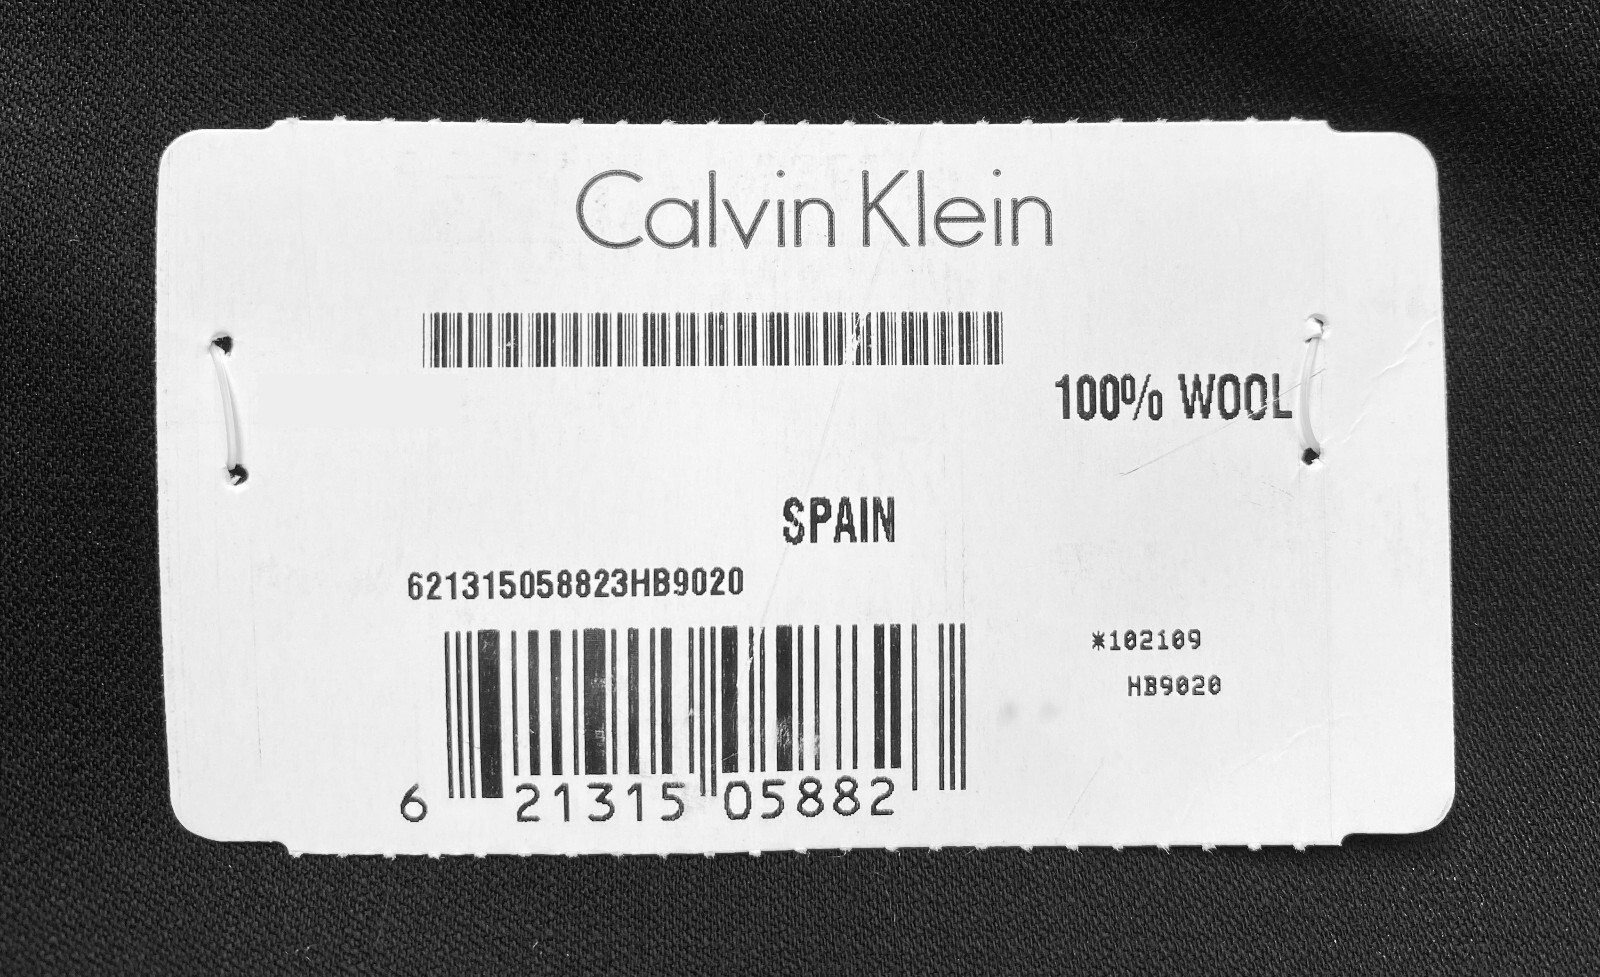 Calvin Klein
100% WOOL
SPAIN
621315058823HB9020
*102109
HB9020
6 21315 05882